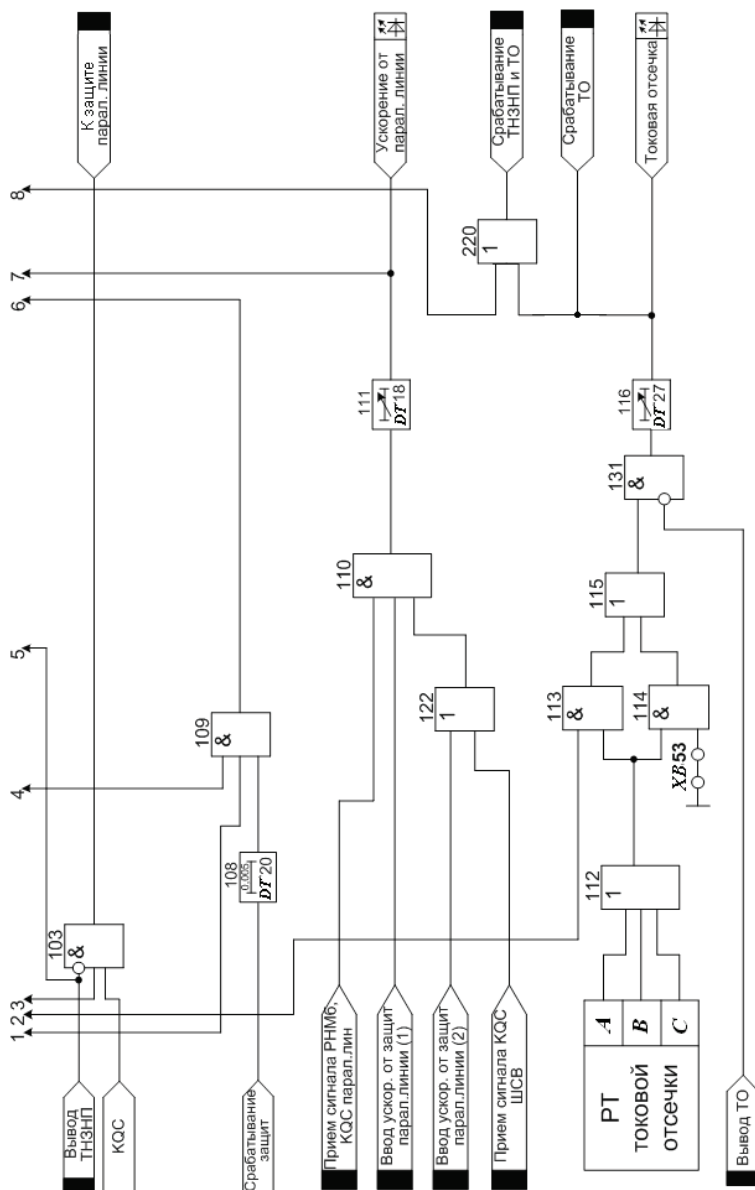 К защите
парал. линии
Ускорение от
парал. линии
Срабатывание
ТНЗНП и ТО
Срабатывание
ТО
Токовая отсечка
8
7
6
5
4
3
2
1
220
1
111
DT18
116
DT27
131
&
110
&
115
1
109
&
122
1
113
&
114
&
XB53
108
0.005
DT20
103
&
112
1
Вывод
ТНЗНП
KQC
Срабатывание
защит
Прием сигнала РНМб,
KQC парал.лин
Ввод ускор. от защит
парал.линии (1)
Ввод ускор. от защит
парал.линии (2)
Прием сигнала KQC
ШСВ
РТ
токовой
отсечки
A
B
C
Вывод ТО